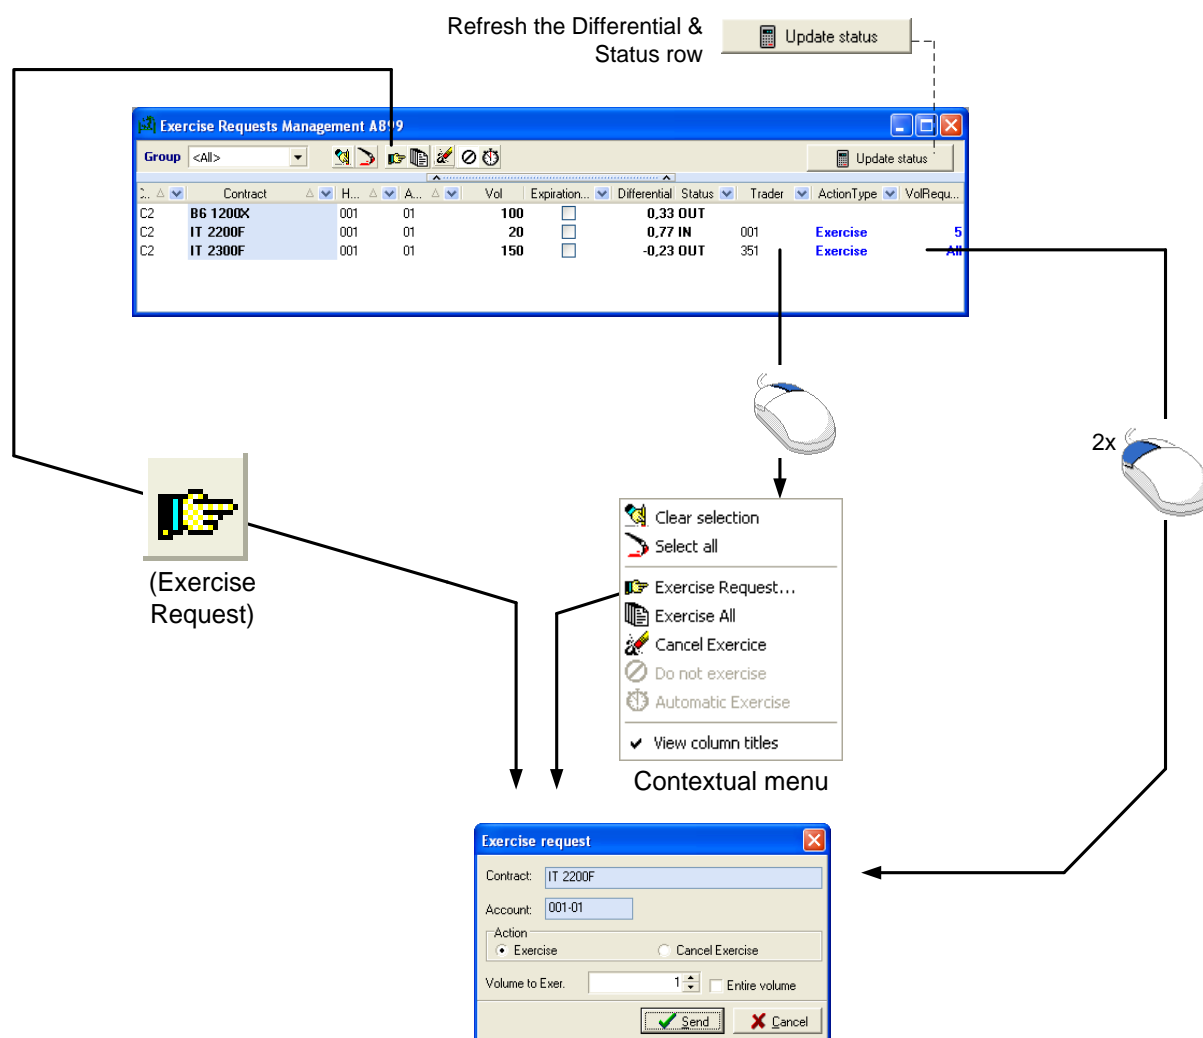 Refresh the Differential &
Status row
Update status
Exercise Requests Management A899
Group <All> Update status
Contract H... A... Vol Expiration... Differential Status Trader ActionType VolRequ...
C2 B6 1200X 001 01 100 0,33 OUT
C2 IT 2200F 001 01 20 0,77 IN 001 Exercise 5
C2 IT 2300F 001 01 150 -0,23 OUT 351 Exercise All
2x
Clear selection
Select all
Exercise Request...
Exercise All
Cancel Exercice
Do not exercise
Automatic Exercise
View column titles
(Exercise
Request)
Contextual menu
Exercise request
Contract: IT 2200F
Account: 001-01
Action
Exercise Cancel Exercise
Volume to Exer. 1 Entire volume
Send Cancel